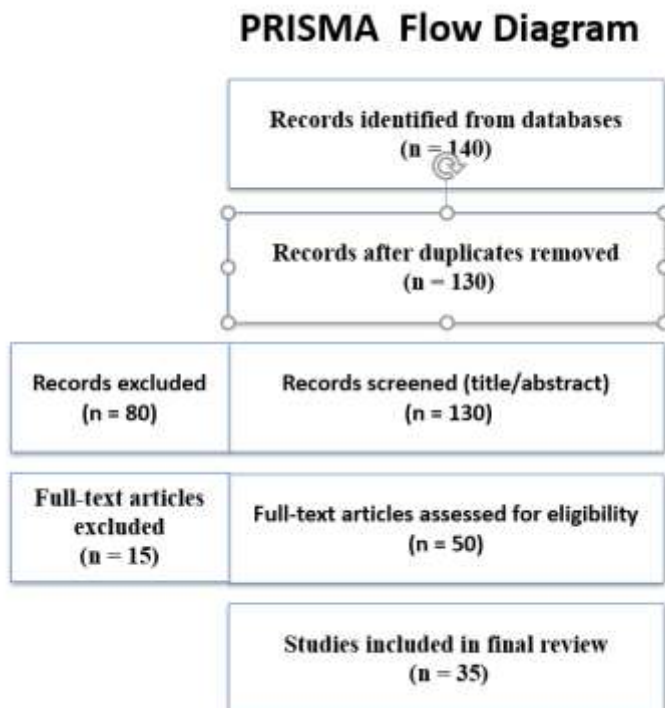 PRISMA Flow Diagram
Records identified from databases
(n = 140)
Records after duplicates removed
(n = 130)
Records excluded
(n = 80)
Records screened (title/abstract)
(n = 130)
Full-text articles
excluded
(n = 15)
Full-text articles assessed for eligibility
(n = 50)
Studies included in final review
(n = 35)